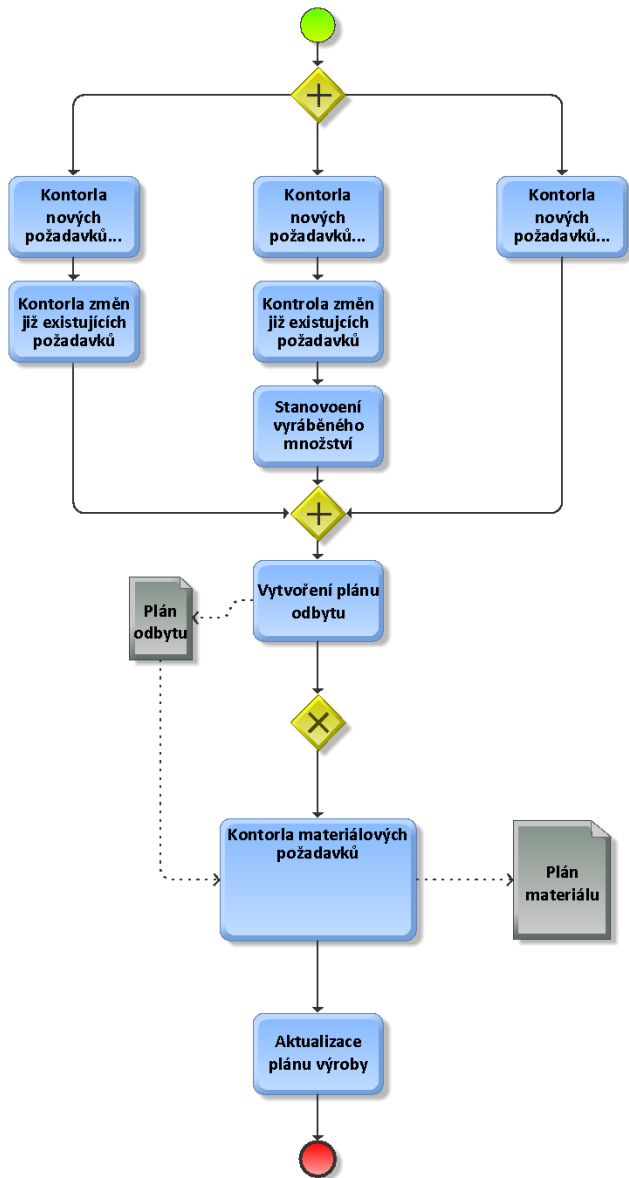 Kontorla
nových
požadavků...
Kontorla
nových
požadavků...
Kontorla
nových
požadavků...
Kontorla změn
již existujících
požadavků
Kontrola změn
již existujcích
požadavků
Stanovoení
vyráběného
množství
Vytvoření plánu
odbytu
Plán
odbytu
Kontorla materiálových
požadavků
Plán
materiálu
Aktualizace
plánu výroby